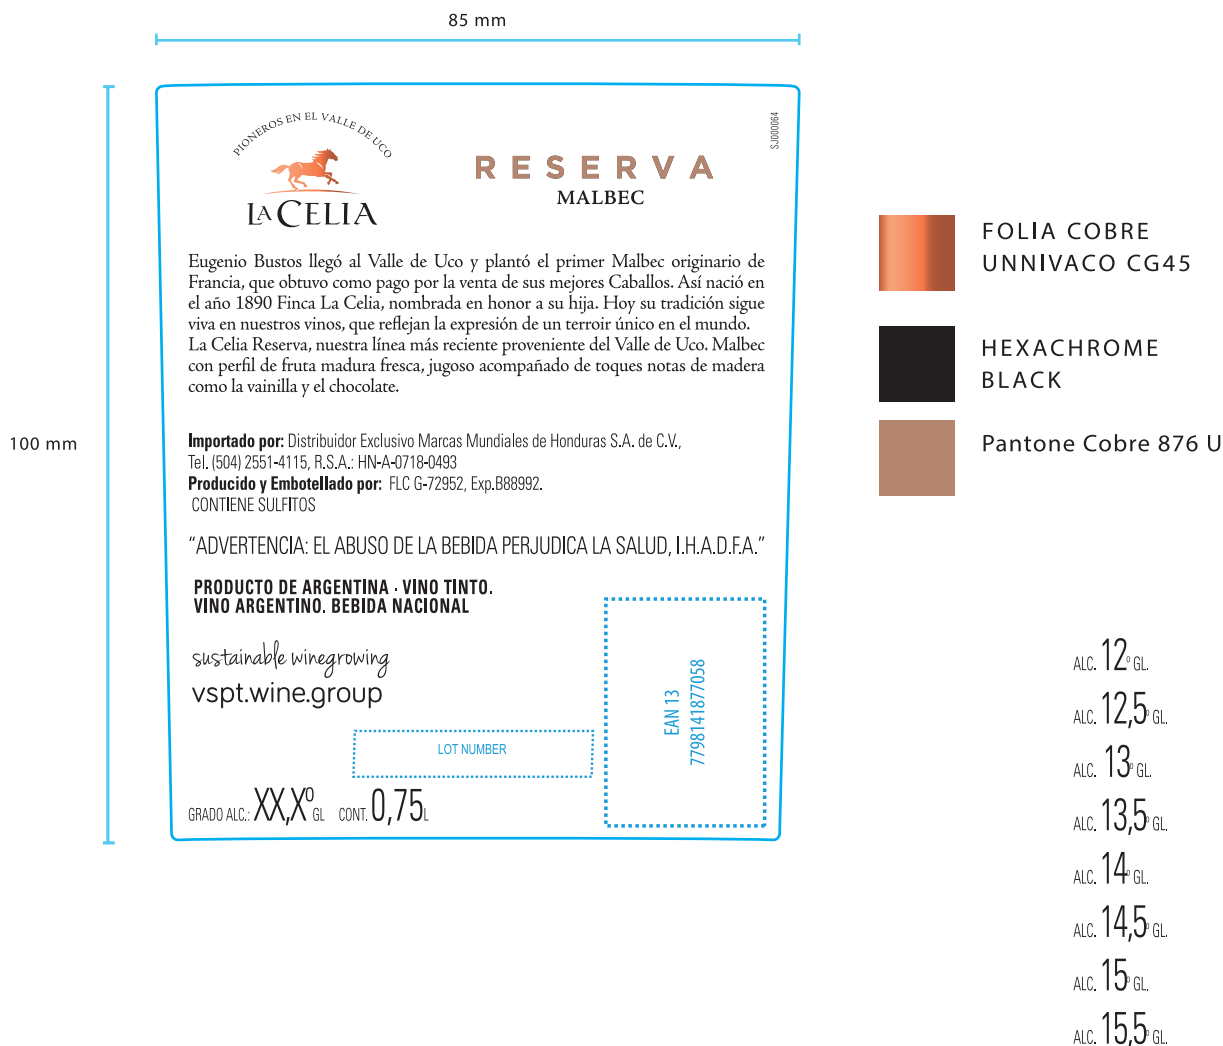 85 mm
100 mm
PIONEROS EN EL VALLE DE UCO
LA CELIA
RESERVA
MALBEC
SJ000064
Eugenio Bustos llegó al Valle de Uco y plantó el primer Malbec originario de
Francia, que obtuvo como pago por la venta de sus mejores Caballos. Así nació en
el año 1890 Finca La Celia, nombrada en honor a su hija. Hoy su tradición sigue
viva en nuestros vinos, que reflejan la expresión de un terroir único en el mundo.
La Celia Reserva, nuestra línea más reciente proveniente del Valle de Uco. Malbec
con perfil de fruta madura fresca, jugoso acompañado de toques notas de madera
como la vainilla y el chocolate.
Importado por: Distribuidor Exclusivo Marcas Mundiales de Honduras S.A. de C.V.,
Tel. (504) 2551-4115, R.S.A.: HN-A-0718-0493
Producido y Embotellado por: FLC G-72952, Exp.B88992.
CONTIENE SULFITOS
“ADVERTENCIA: EL ABUSO DE LA BEBIDA PERJUDICA LA SALUD, I.H.A.D.F.A.”
PRODUCTO DE ARGENTINA · VINO TINTO.
VINO ARGENTINO. BEBIDA NACIONAL
sustainable winegrowing
vspt.wine.group
LOT NUMBER
EAN 13
7798141877058
GRADO ALC.: XX,Xº GL CONT. 0,75L
FOLIA COBRE
UNNIVACO CG45
HEXACHROME
BLACK
Pantone Cobre 876 U
ALC. 12º GL.
ALC. 12,5º GL.
ALC. 13º GL.
ALC. 13,5º GL.
ALC. 14º GL.
ALC. 14,5º GL.
ALC. 15º GL.
ALC. 15,5º GL.